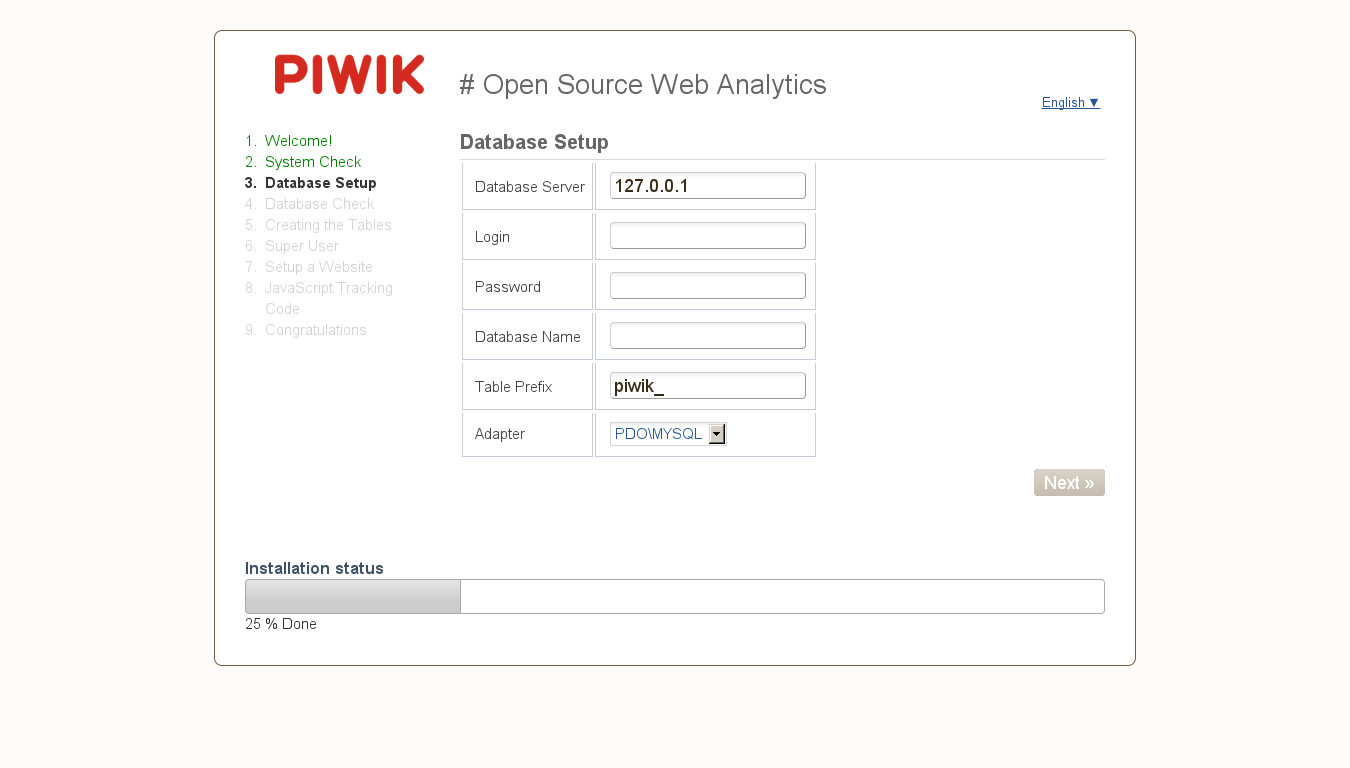 PIWIK
# Open Source Web Analytics
English ▼
1. Welcome!
2. System Check
3. Database Setup
4. Database Check
5. Creating the Tables
6. Super User
7. Setup a Website
8. JavaScript Tracking
Code
9. Congratulations
Database Setup
Database Server 127.0.0.1
Login
Password
Database Name
Table Prefix piwik_
Adapter PDO\MYSQL
Next »
Installation status
25 % Done